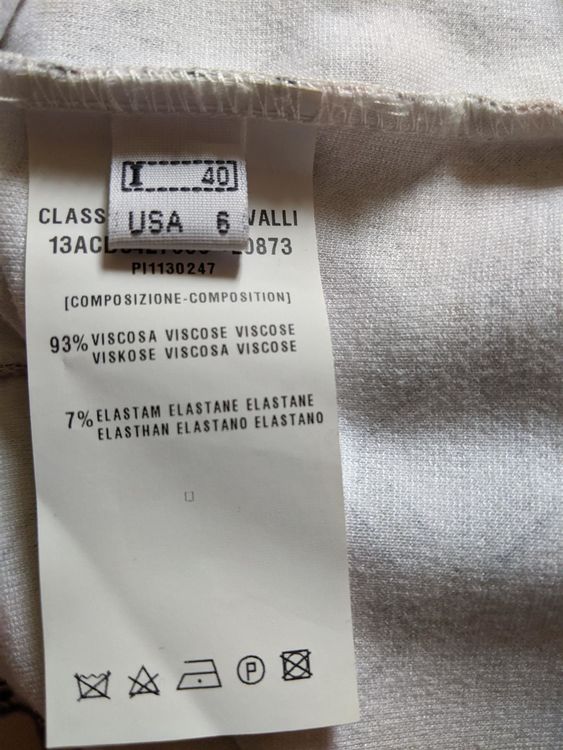 I 40
USA 6
CLASS VALLI
13ACD 20873
PI1130247
[COMPOSIZIONE-COMPOSITION]
93% VISCOSA VISCOSE VISCOSE
VISKOSE VISCOSA VISCOSE
7% ELASTAM ELASTANE ELASTANE
ELASTHAN ELASTANO ELASTANO
P